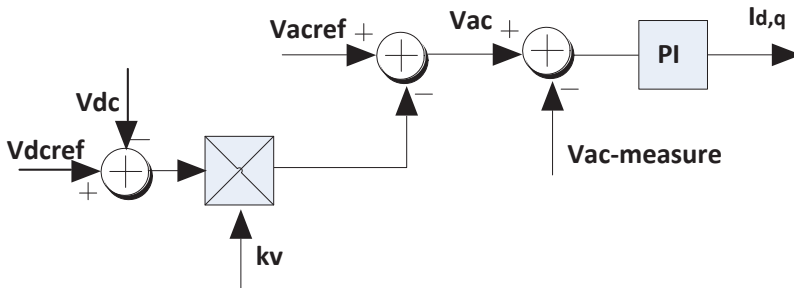 Vacref
+
Vac
+
PI
Id,q
Vdc
Vdcref
+
kv
Vac-measure